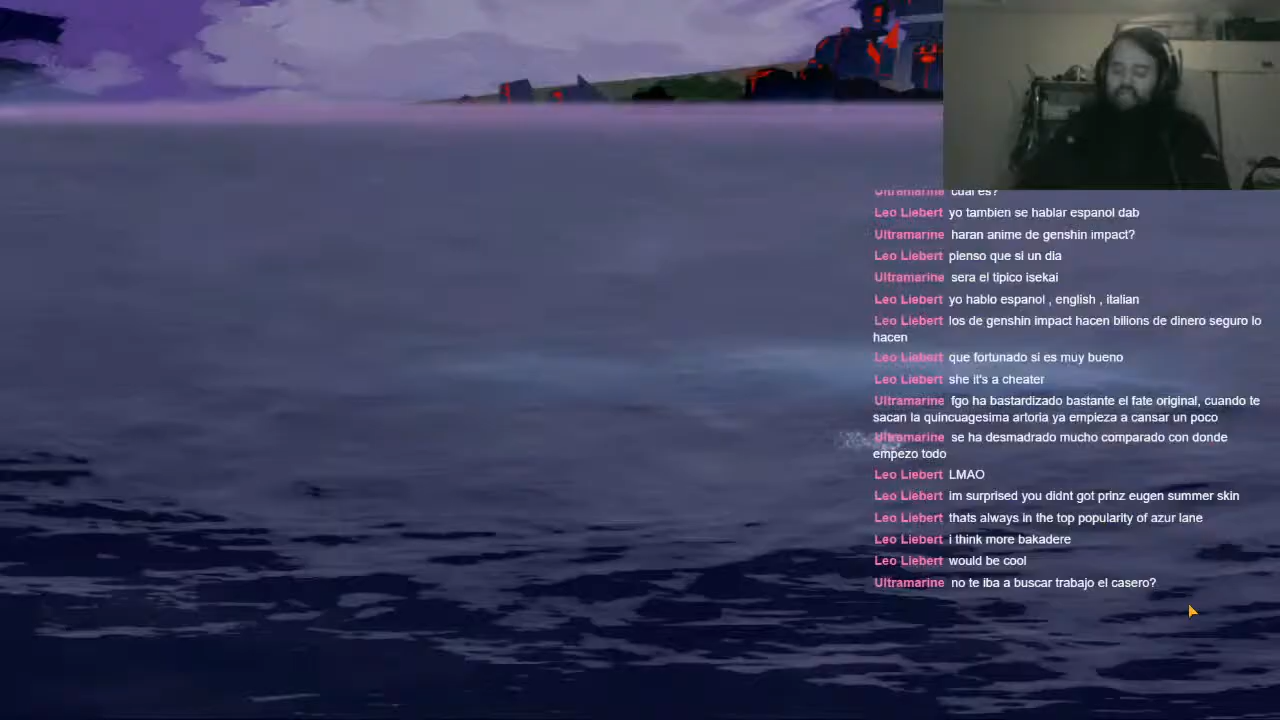 Ultramarine cual es?
Leo Liebert yo tambien se hablar espanol dab
Ultramarine haran anime de genshin impact?
Leo Liebert pienso que si un dia
Ultramarine sera el tipico isekai
Leo Liebert yo hablo espanol , english , italian
Leo Liebert los de genshin impact hacen bilions de dinero seguro lo
hacen
Leo Liebert que fortunado si es muy bueno
Leo Liebert she it's a cheater
Ultramarine fgo ha bastardizado bastante el fate original, cuando te
sacan la quincuagesima artoria ya empieza a cansar un poco
Ultramarine se ha desmadrado mucho comparado con donde
empezo todo
Leo Liebert LMAO
Leo Liebert im surprised you didnt got prinz eugen summer skin
Leo Liebert thats always in the top popularity of azur lane
Leo Liebert i think more bakadere
Leo Liebert would be cool
Ultramarine no te iba a buscar trabajo el casero?